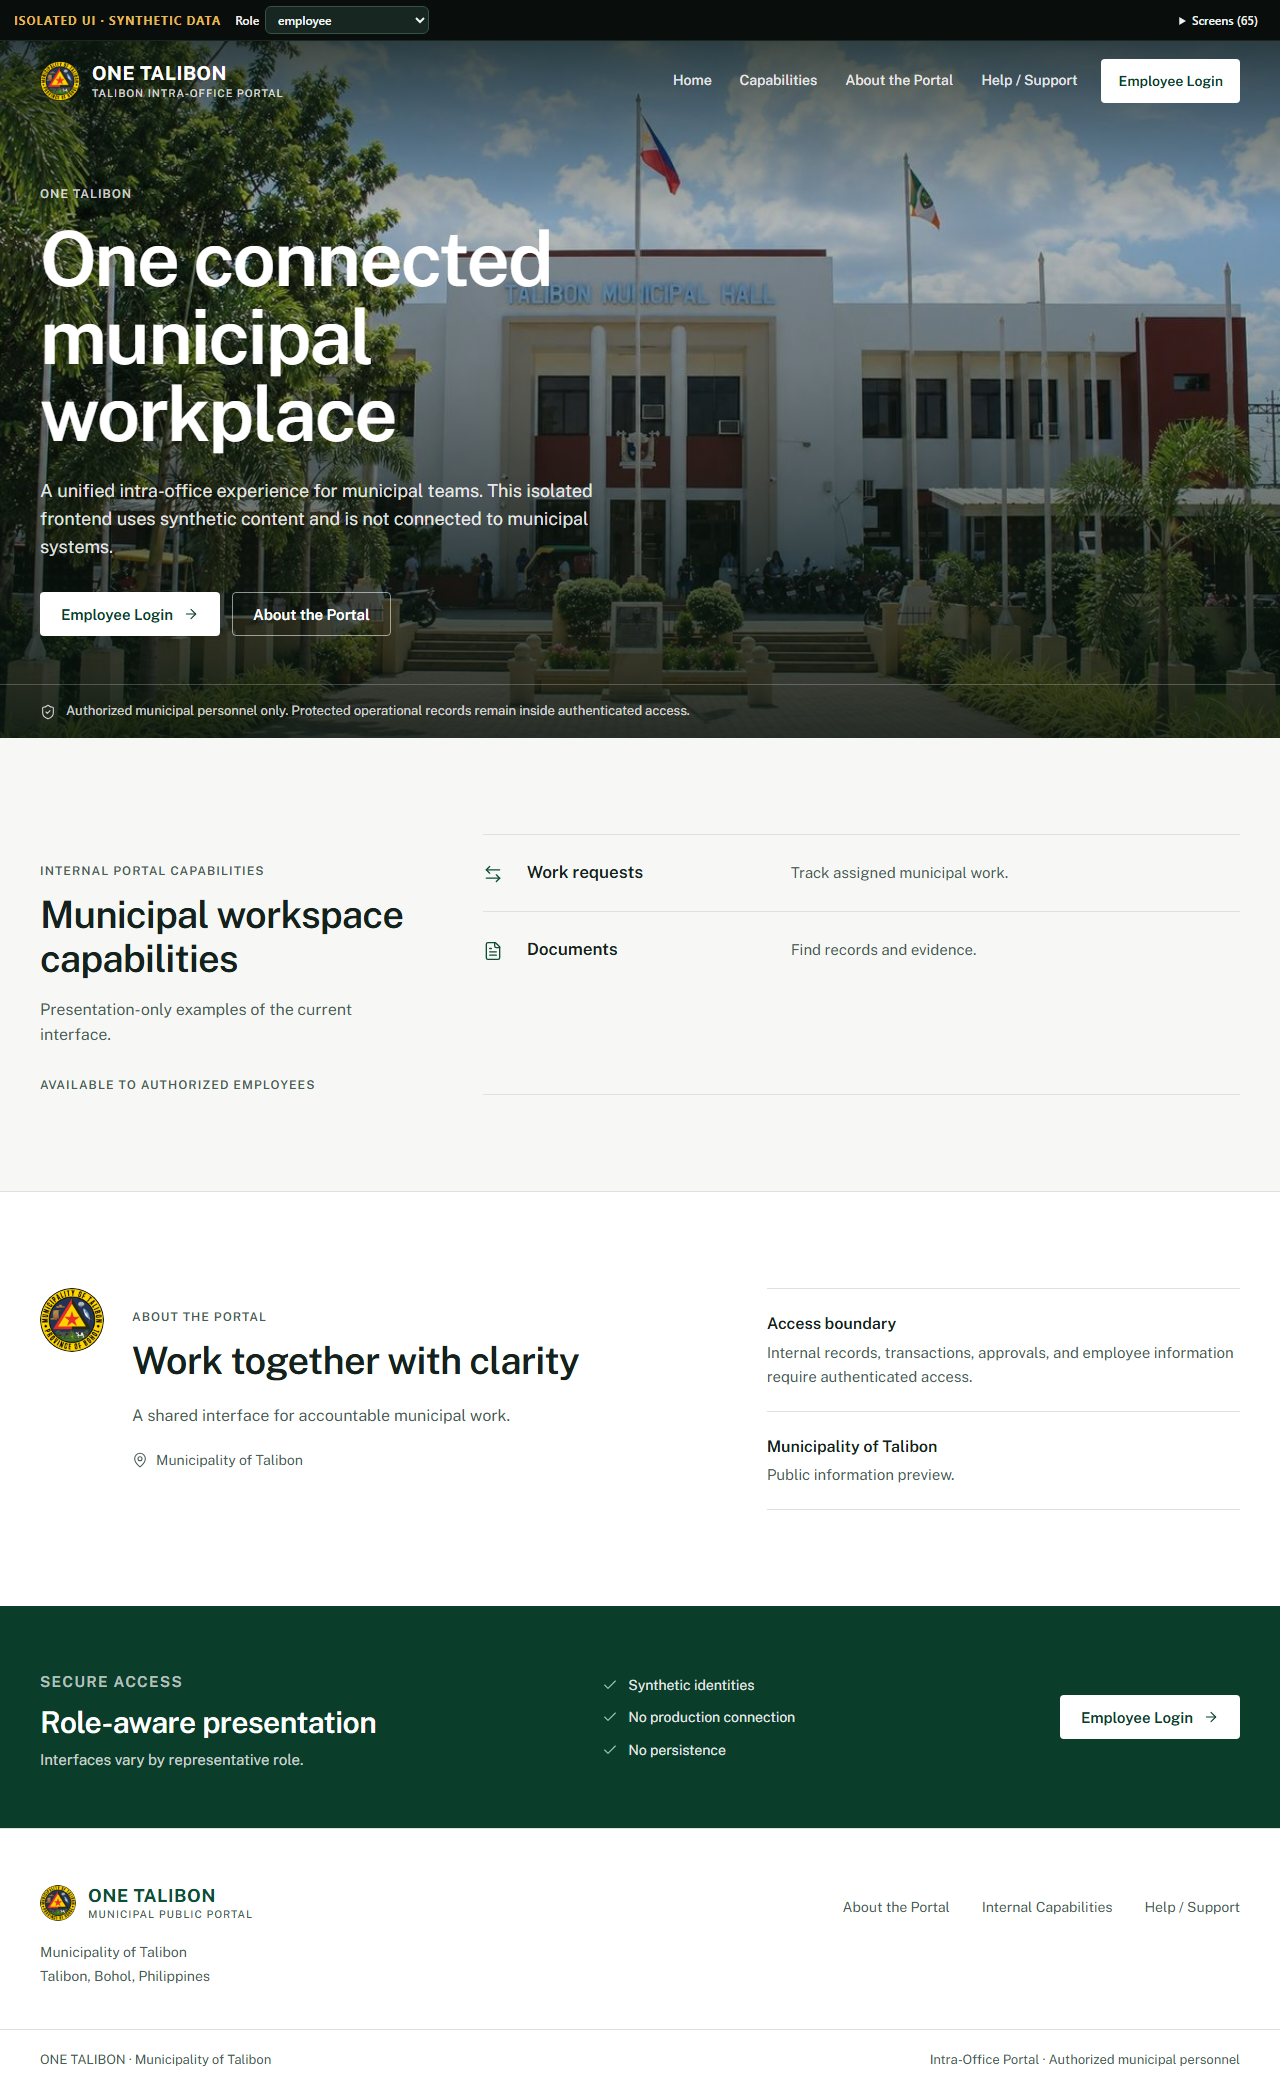 ISOLATED UI · SYNTHETIC DATA Role employee Screens (65)
ONE TALIBON
TALIBON INTRA-OFFICE PORTAL
Home Capabilities About the Portal Help / Support Employee Login
ONE TALIBON
One connected
municipal
workplace
TALIBON MUNICIPAL HALL
A unified intra-office experience for municipal teams. This isolated
frontend uses synthetic content and is not connected to municipal
systems.
Employee Login About the Portal
Authorized municipal personnel only. Protected operational records remain inside authenticated access.
INTERNAL PORTAL CAPABILITIES
Municipal workspace
capabilities
Presentation-only examples of the current
interface.
AVAILABLE TO AUTHORIZED EMPLOYEES
Work requests Track assigned municipal work.
Documents Find records and evidence.
MUNICIPALITY OF TALIBON
PROVINCE OF BOHOL
ABOUT THE PORTAL
Work together with clarity
A shared interface for accountable municipal work.
Municipality of Talibon
Access boundary
Internal records, transactions, approvals, and employee information
require authenticated access.
Municipality of Talibon
Public information preview.
SECURE ACCESS
Role-aware presentation
Interfaces vary by representative role.
Synthetic identities
No production connection
No persistence
Employee Login
ONE TALIBON
MUNICIPAL PUBLIC PORTAL
Municipality of Talibon
Talibon, Bohol, Philippines
About the Portal Internal Capabilities Help / Support
ONE TALIBON · Municipality of Talibon
Intra-Office Portal · Authorized municipal personnel